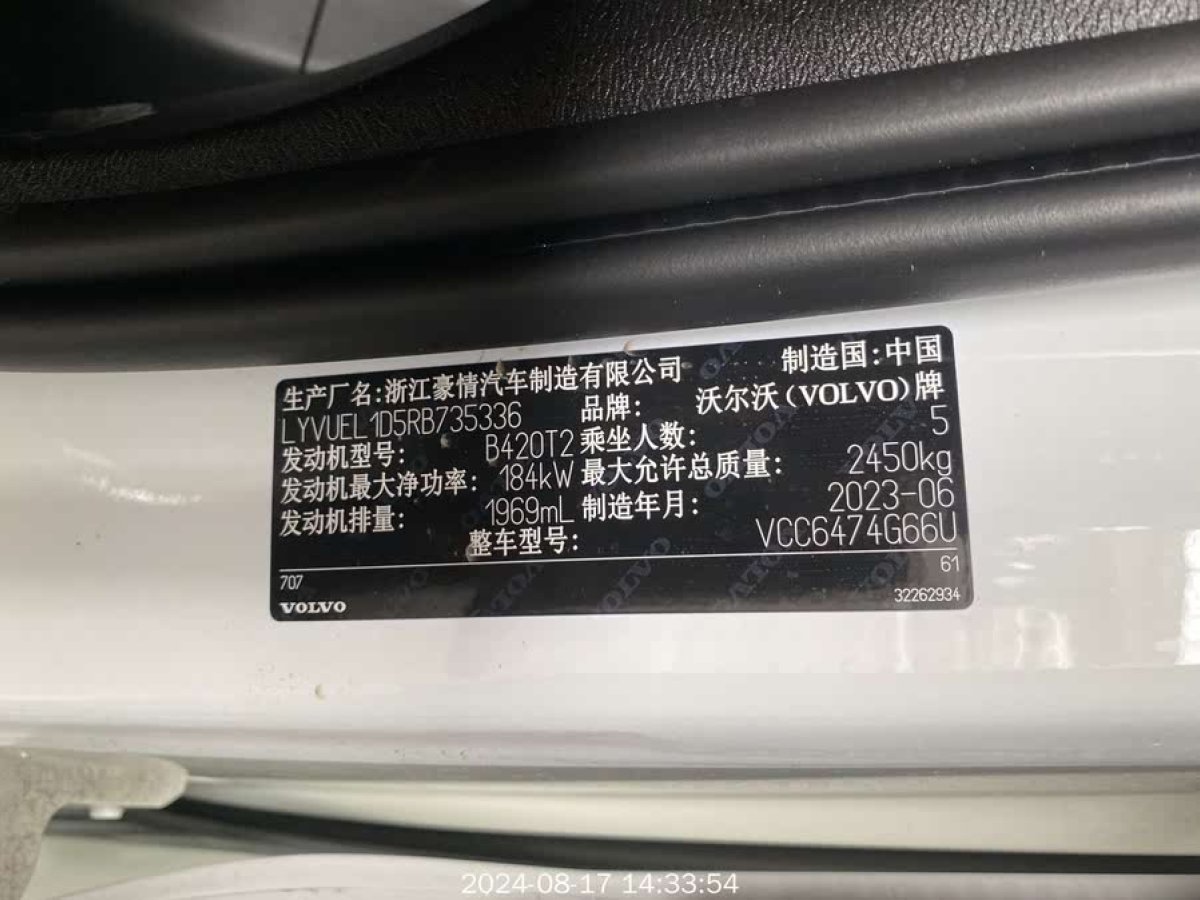 生产厂名:浙江豪情汽车制造有限公司 制造国:中国
LYVUEL1D5RB735336 品牌: 沃尔沃(VOLVO)牌
发动机型号: B420T2 乘坐人数: 5
发动机最大净功率: 184kW 最大允许总质量: 2450kg
发动机排量: 1969mL 制造年月: 2023-06
整车型号: VCC6474G66U
707 61
VOLVO 32262934
2024-08-17 14:33:54